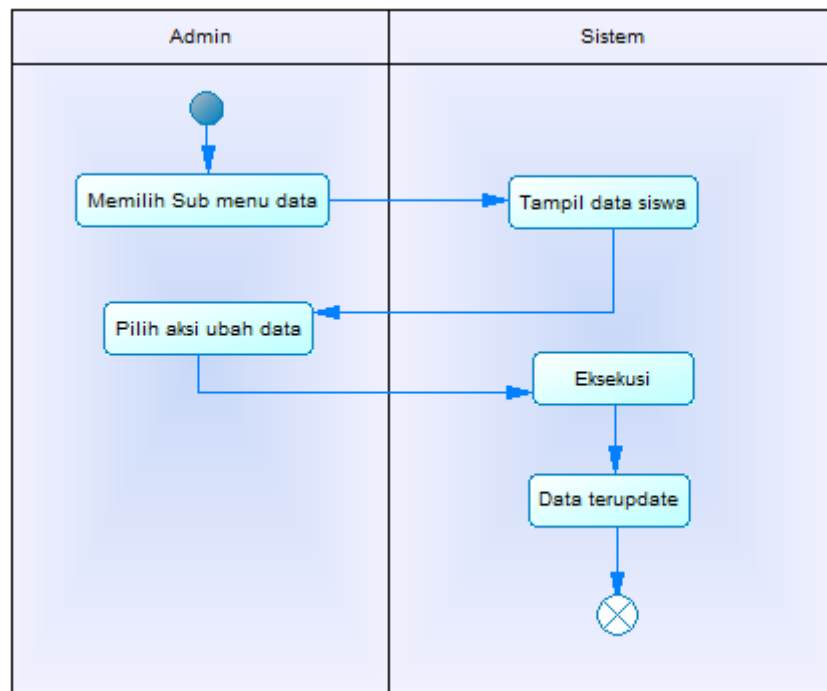 Admin
Sistem
Memilih Sub menu data
Tampil data siswa
Pilih aksi ubah data
Eksekusi
Data terupdate